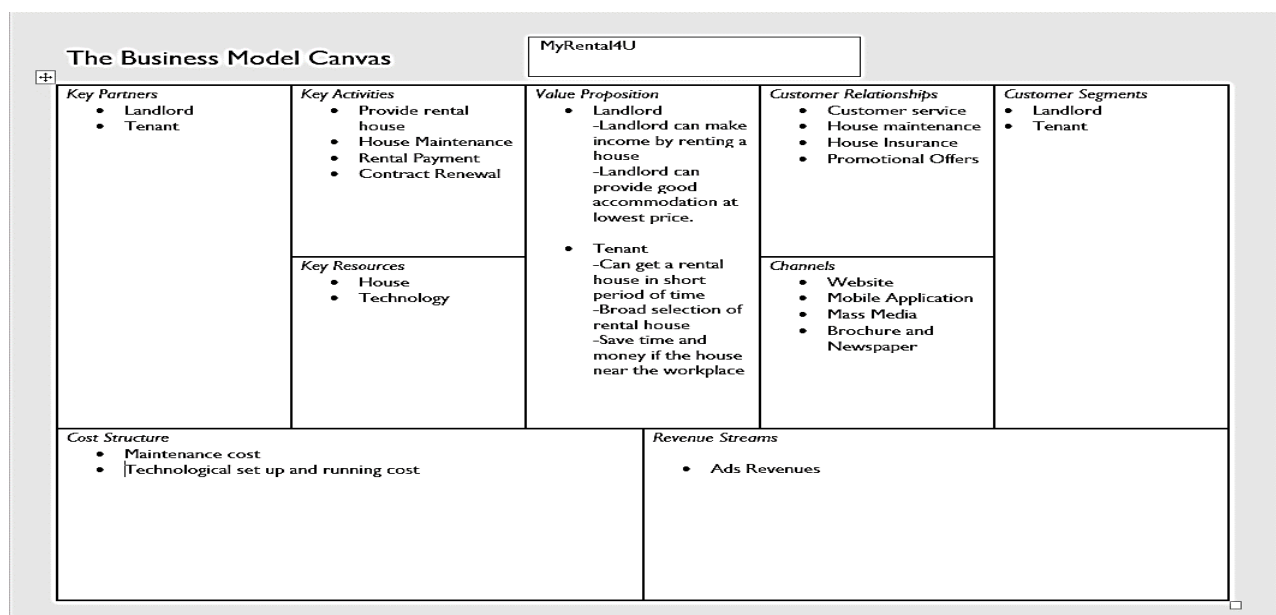 The Business Model Canvas
MyRental4U
Key Partners
• Landlord
• Tenant
Key Activities
• Provide rental
house
• House Maintenance
• Rental Payment
• Contract Renewal
Key Resources
• House
• Technology
Value Proposition
• Landlord
-Landlord can make
income by renting a
house
-Landlord can
provide good
accommodation at
lowest price.
• Tenant
-Can get a rental
house in short
period of time
-Broad selection of
rental house
-Save time and
money if the house
near the workplace
Customer Relationships
• Customer service
• House maintenance
• House Insurance
• Promotional Offers
Channels
• Website
• Mobile Application
• Mass Media
• Brochure and
Newspaper
Customer Segments
• Landlord
• Tenant
Cost Structure
• Maintenance cost
• Technological set up and running cost
Revenue Streams
• Ads Revenues